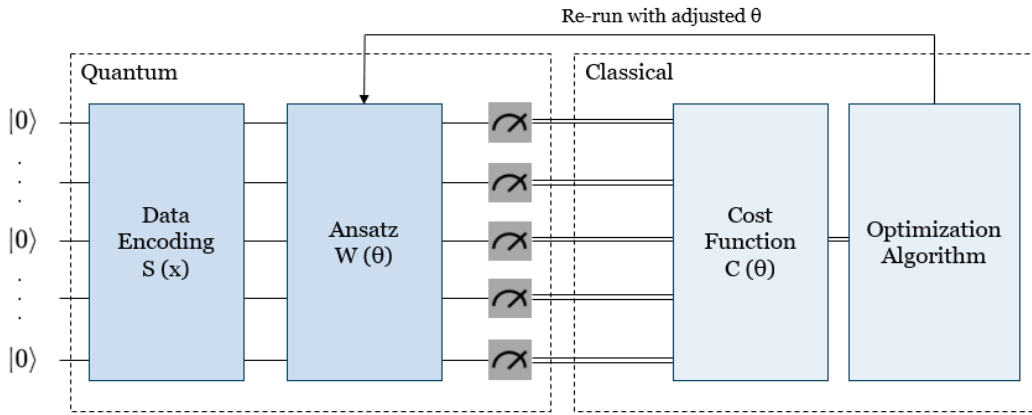 Re-run with adjusted θ
Quantum
Classical
|0⟩
.
.
.
|0⟩
.
.
.
|0⟩
Data
Encoding
S (x)
Ansatz
W (θ)
Cost
Function
C (θ)
Optimization
Algorithm